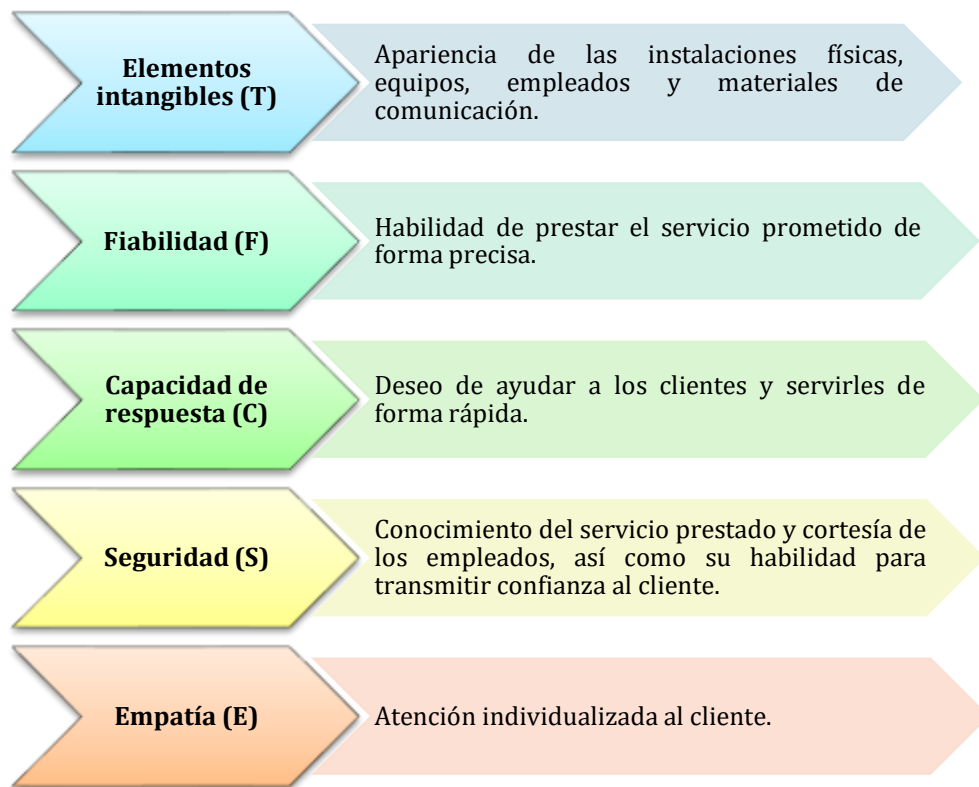 Elementos
intangibles (T)
Apariencia de las instalaciones físicas,
equipos, empleados y materiales de
comunicación.
Fiabilidad (F)
Habilidad de prestar el servicio prometido de
forma precisa.
Capacidad de
respuesta (C)
Deseo de ayudar a los clientes y servirles de
forma rápida.
Seguridad (S)
Conocimiento del servicio prestado y cortesía de
los empleados, así como su habilidad para
transmitir confianza al cliente.
Empatía (E)
Atención individualizada al cliente.